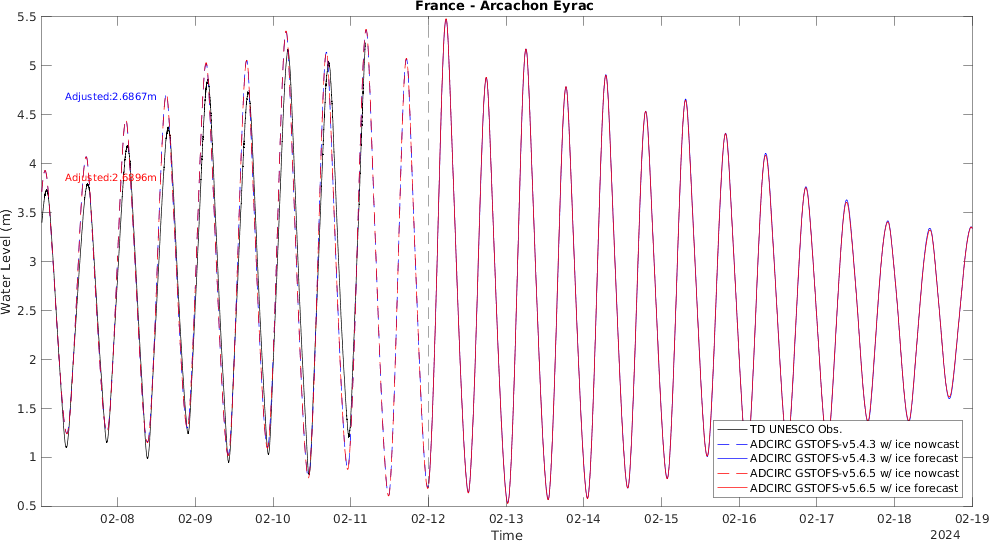 France - Arcachon Eyrac
5.5
5
4.5
4
3.5
3
2.5
2
1.5
1
0.5
Water Level (m)
Adjusted:2.6867m
Adjusted:2.5896m
TD UNESCO Obs.
ADCIRC GSTOFS-v5.4.3 w/ ice nowcast
ADCIRC GSTOFS-v5.4.3 w/ ice forecast
ADCIRC GSTOFS-v5.6.5 w/ ice nowcast
ADCIRC GSTOFS-v5.6.5 w/ ice forecast
02-08 02-09 02-10 02-11 02-12 02-13 02-14 02-15 02-16 02-17 02-18 02-19
Time
2024